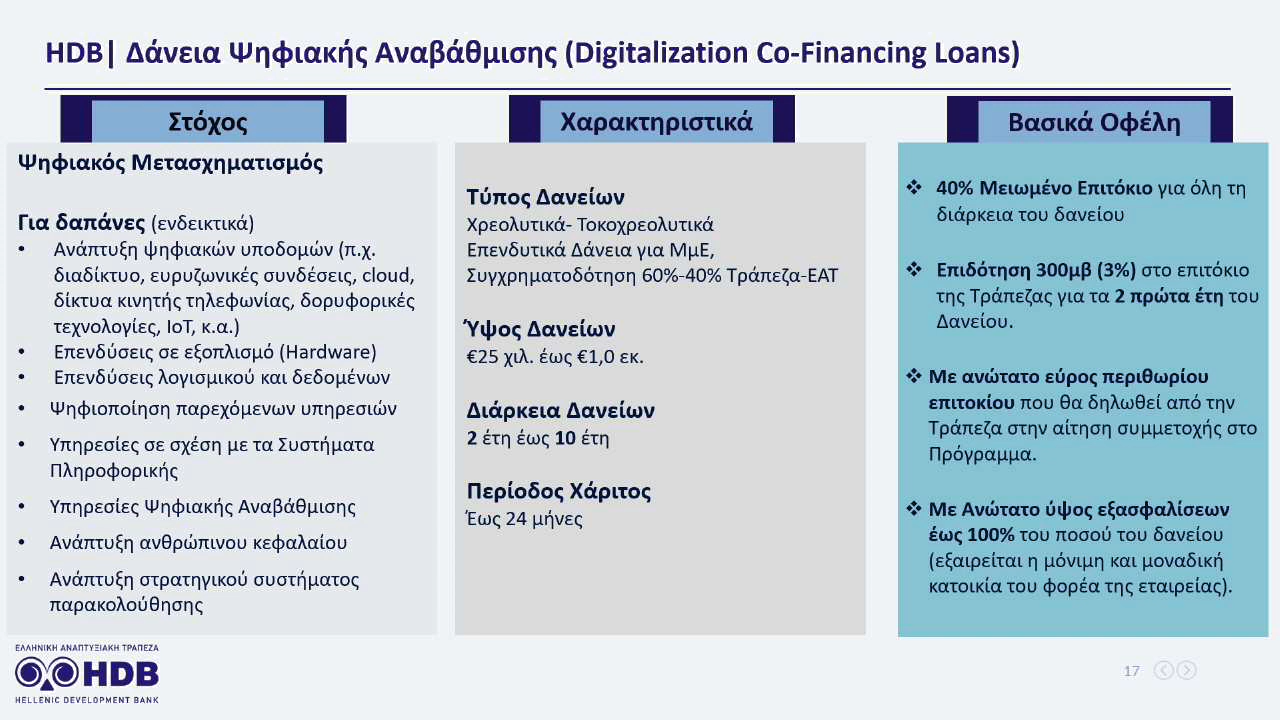 HDB| Δάνεια Ψηφιακής Αναβάθμισης (Digitalization Co-Financing Loans)
Στόχος
Ψηφιακός Μετασχηματισμός
Για δαπάνες (ενδεικτικά)
• Ανάπτυξη ψηφιακών υποδομών (π.χ.
διαδίκτυο, ευρυζωνικές συνδέσεις, cloud,
δίκτυα κινητής τηλεφωνίας, δορυφορικές
τεχνολογίες, IoT, κ.α.)
• Επενδύσεις σε εξοπλισμό (Hardware)
• Επενδύσεις λογισμικού και δεδομένων
• Ψηφιοποίηση παρεχόμενων υπηρεσιών
• Υπηρεσίες σε σχέση με τα Συστήματα
Πληροφορικής
• Υπηρεσίες Ψηφιακής Αναβάθμισης
• Ανάπτυξη ανθρώπινου κεφαλαίου
• Ανάπτυξη στρατηγικού συστήματος
παρακολούθησης
Χαρακτηριστικά
Τύπος Δανείων
Χρεολυτικά- Τοκοχρεολυτικά
Επενδυτικά Δάνεια για ΜμΕ,
Συγχρηματοδότηση 60%-40% Τράπεζα-ΕΑΤ
Ύψος Δανείων
€25 χιλ. έως €1,0 εκ.
Διάρκεια Δανείων
2 έτη έως 10 έτη
Περίοδος Χάριτος
Έως 24 μήνες
Βασικά Οφέλη
❖ 40% Μειωμένο Επιτόκιο για όλη τη
διάρκεια του δανείου
❖ Επιδότηση 300μβ (3%) στο επιτόκιο
της Τράπεζας για τα 2 πρώτα έτη του
Δανείου.
❖ Με ανώτατο εύρος περιθωρίου
επιτοκίου που θα δηλωθεί από την
Τράπεζα στην αίτηση συμμετοχής στο
Πρόγραμμα.
❖ Με Ανώτατο ύψος εξασφαλίσεων
έως 100% του ποσού του δανείου
(εξαιρείται η μόνιμη και μοναδική
κατοικία του φορέα της εταιρείας).
ΕΛΛΗΝΙΚΗ ΑΝΑΠΤΥΞΙΑΚΗ ΤΡΑΠΕΖΑ
HDB
HELLENIC DEVELOPMENT BANK
17